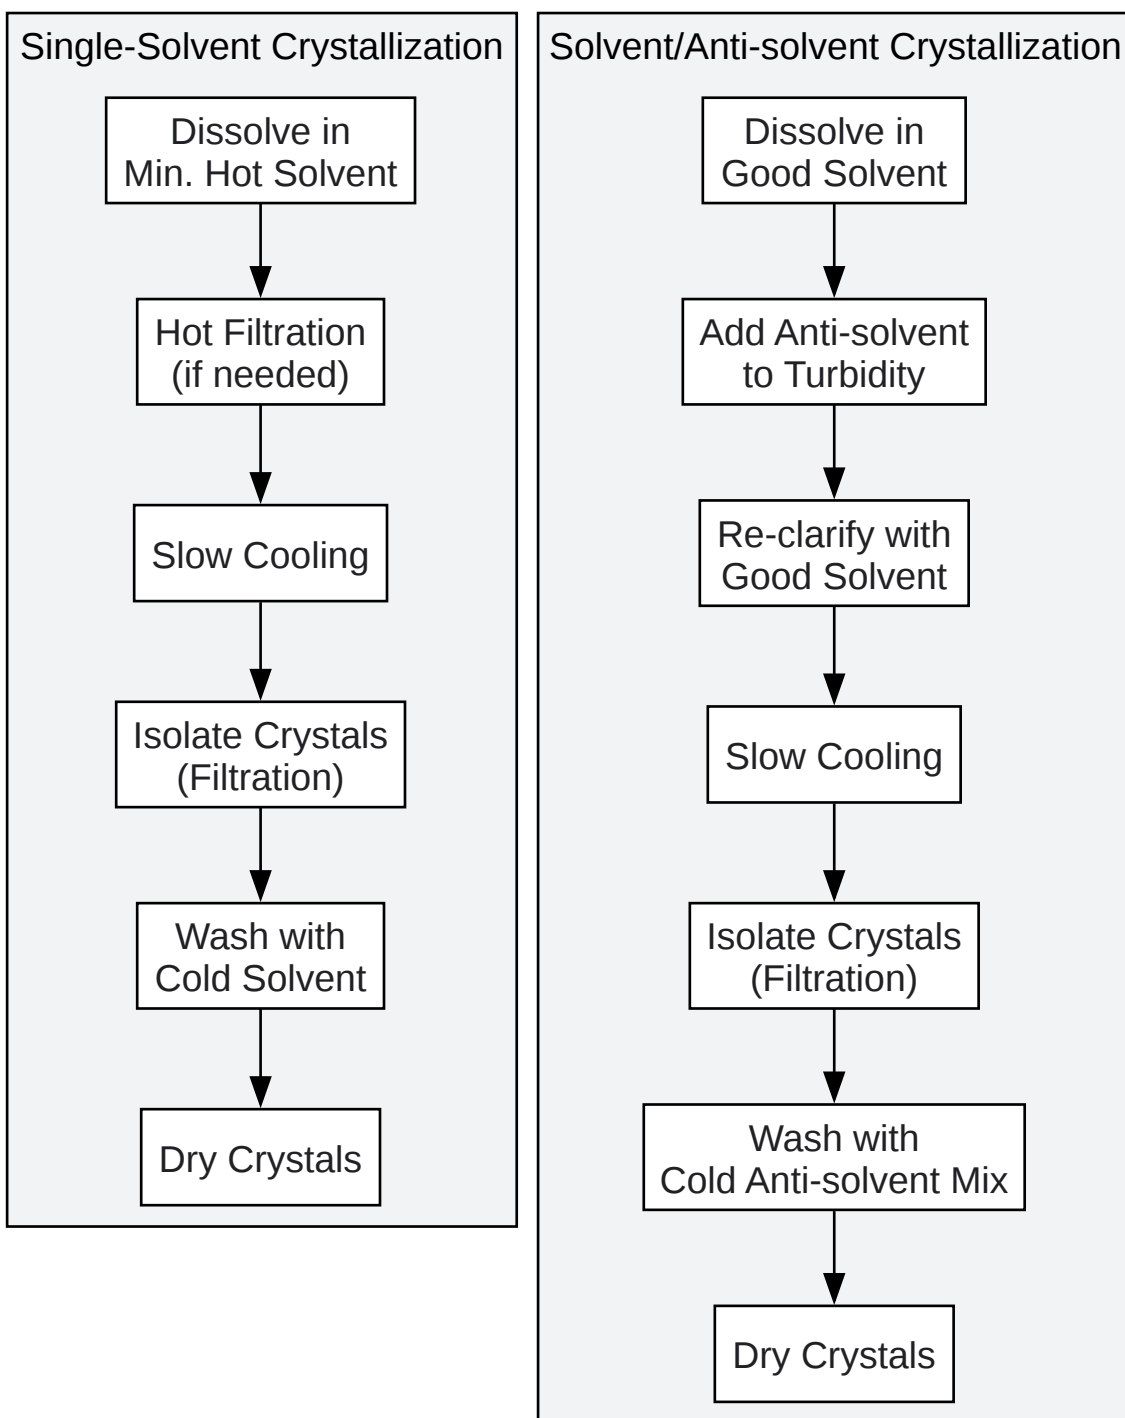 Single-Solvent Crystallization
Dissolve in
Min. Hot Solvent
Hot Filtration
(if needed)
Slow Cooling
Isolate Crystals
(Filtration)
Wash with
Cold Solvent
Dry Crystals
Solvent/Anti-solvent Crystallization
Dissolve in
Good Solvent
Add Anti-solvent
to Turbidity
Re-clarify with
Good Solvent
Slow Cooling
Isolate Crystals
(Filtration)
Wash with
Cold Anti-solvent Mix
Dry Crystals